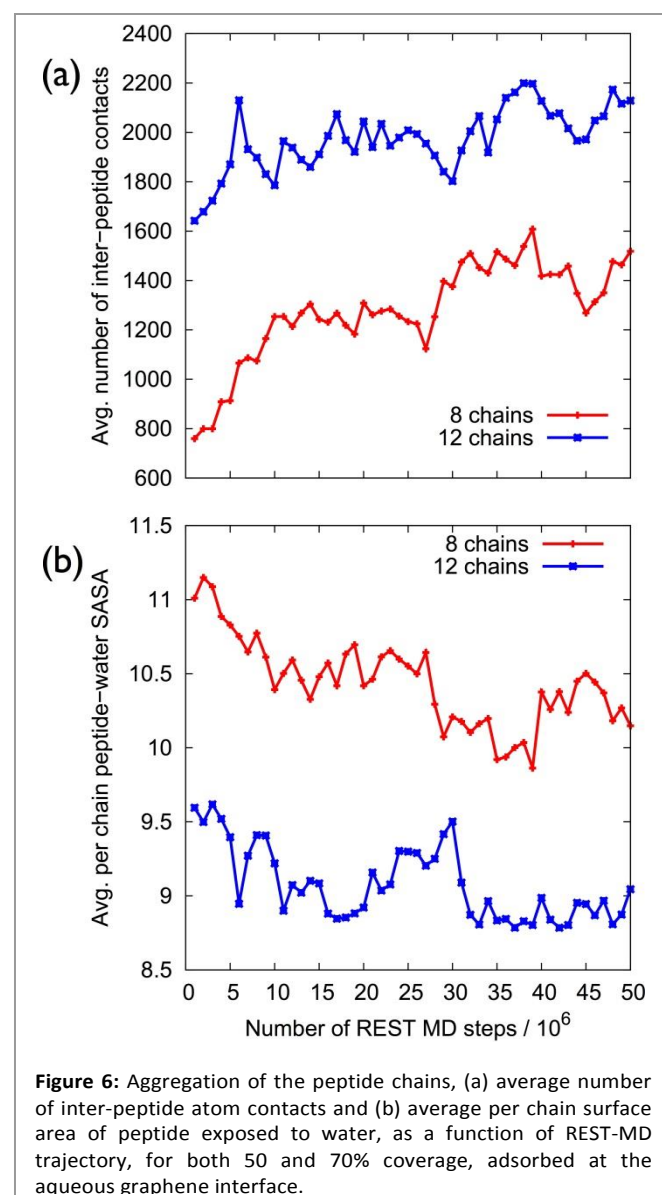 (a)
2400
2200
2000
1800
1600
1400
1200
1000
800
600
Avg. number of inter-peptide contacts
8 chains
12 chains
(b)
11.5
11
10.5
10
9.5
9
8.5
Avg. per chain peptide-water SASA
8 chains
12 chains
0 5 10 15 20 25 30 35 40 45 50
Number of REST MD steps / 10⁶
Figure 6: Aggregation of the peptide chains, (a) average number
of inter-peptide atom contacts and (b) average per chain surface
area of peptide exposed to water, as a function of REST-MD
trajectory, for both 50 and 70% coverage, adsorbed at the
aqueous graphene interface.